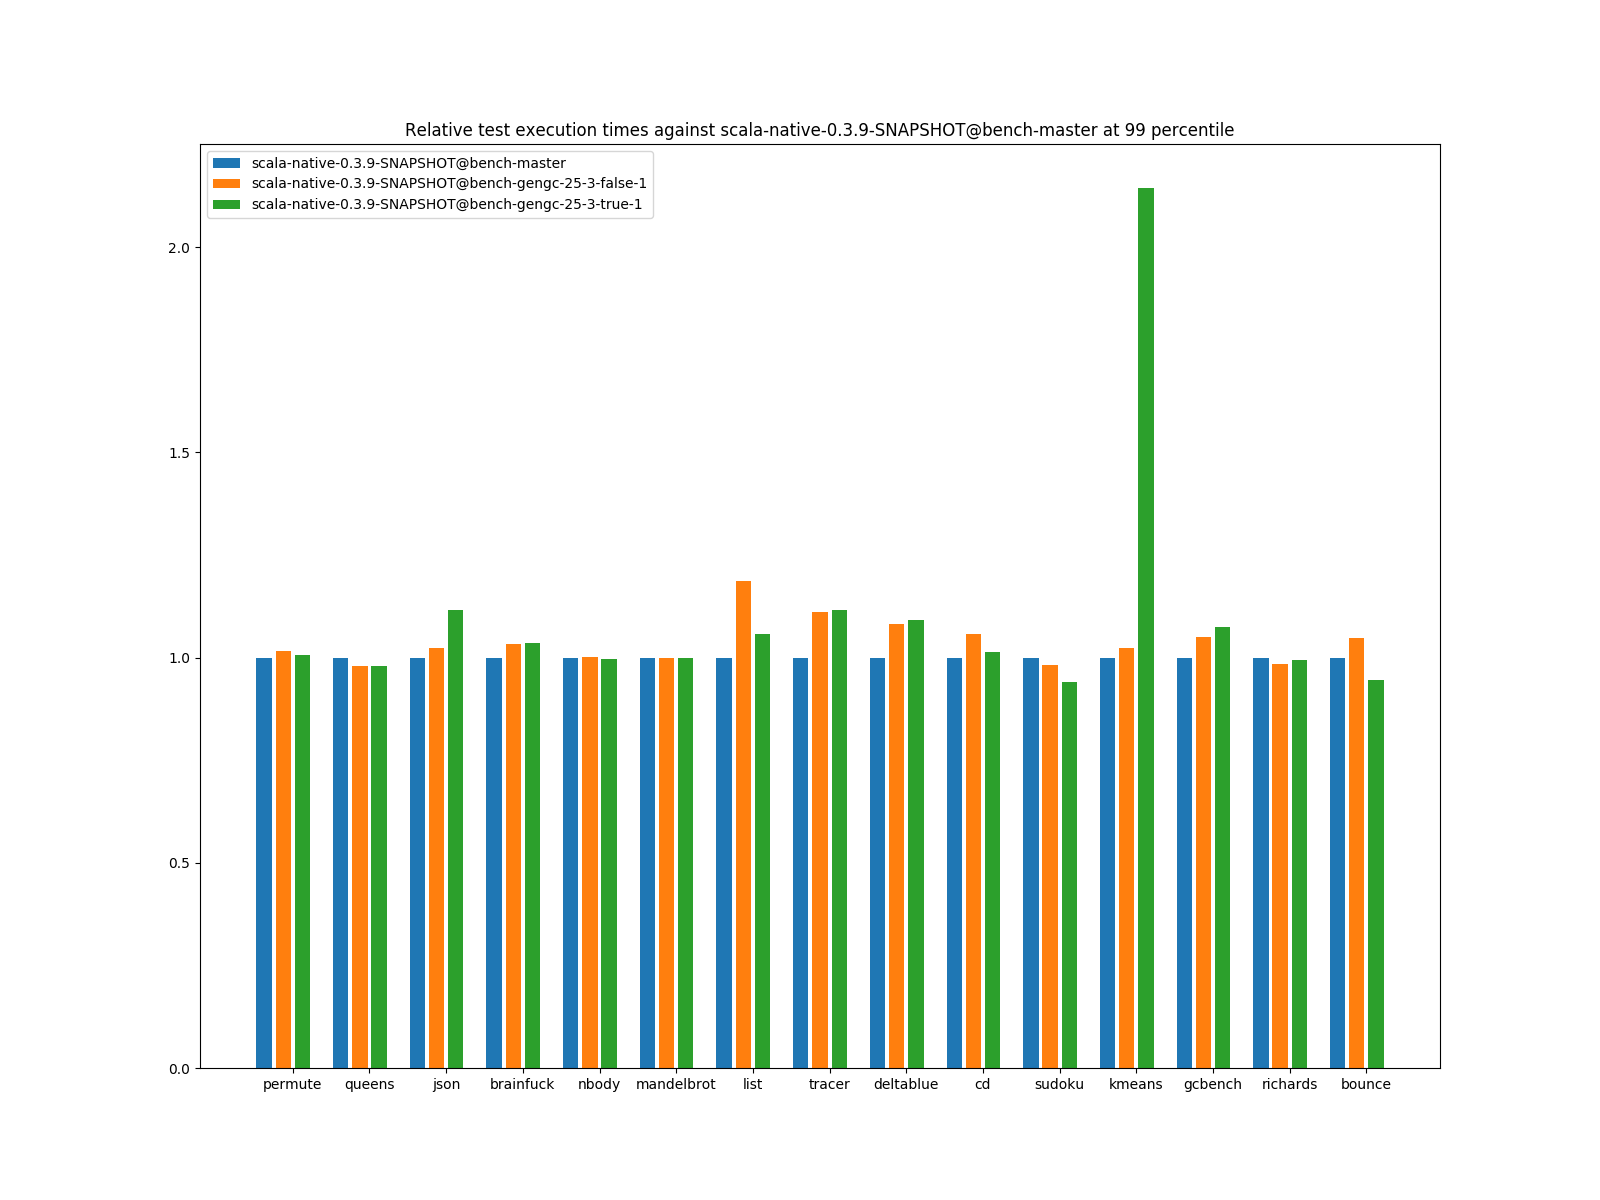 Relative test execution times against scala-native-0.3.9-SNAPSHOT@bench-master at 99 percentile
scala-native-0.3.9-SNAPSHOT@bench-master
scala-native-0.3.9-SNAPSHOT@bench-gengc-25-3-false-1
scala-native-0.3.9-SNAPSHOT@bench-gengc-25-3-true-1
2.0
1.5
1.0
0.5
0.0
permute queens json brainfuck nbody mandelbrot list tracer deltablue cd sudoku kmeans gcbench richards bounce